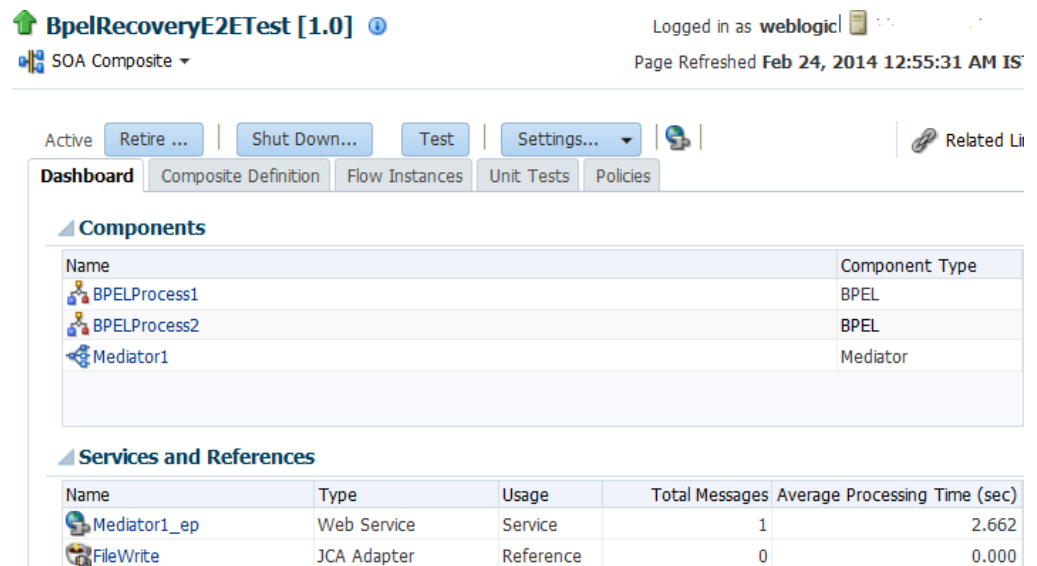 BpelRecoveryE2ETest [1.0]
Logged in as weblogic
SOA Composite
Page Refreshed Feb 24, 2014 12:55:31 AM IS
Active Retire ... Shut Down... Test Settings... Related Li
Dashboard Composite Definition Flow Instances Unit Tests Policies
Components
Name Component Type
BPELProcess1 BPEL
BPELProcess2 BPEL
Mediator1 Mediator
Services and References
Name Type Usage Total Messages Average Processing Time (sec)
Mediator1_ep Web Service Service 1 2.662
FileWrite JCA Adapter Reference 0 0.000